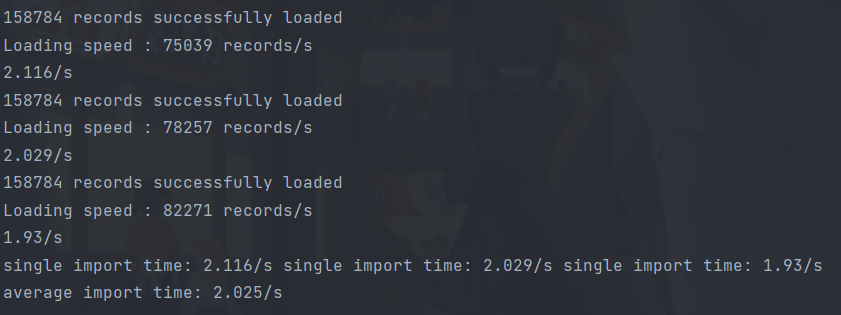 158784 records successfully loaded
Loading speed : 75039 records/s
2.116/s
158784 records successfully loaded
Loading speed : 78257 records/s
2.029/s
158784 records successfully loaded
Loading speed : 82271 records/s
1.93/s
single import time: 2.116/s single import time: 2.029/s single import time: 1.93/s
average import time: 2.025/s